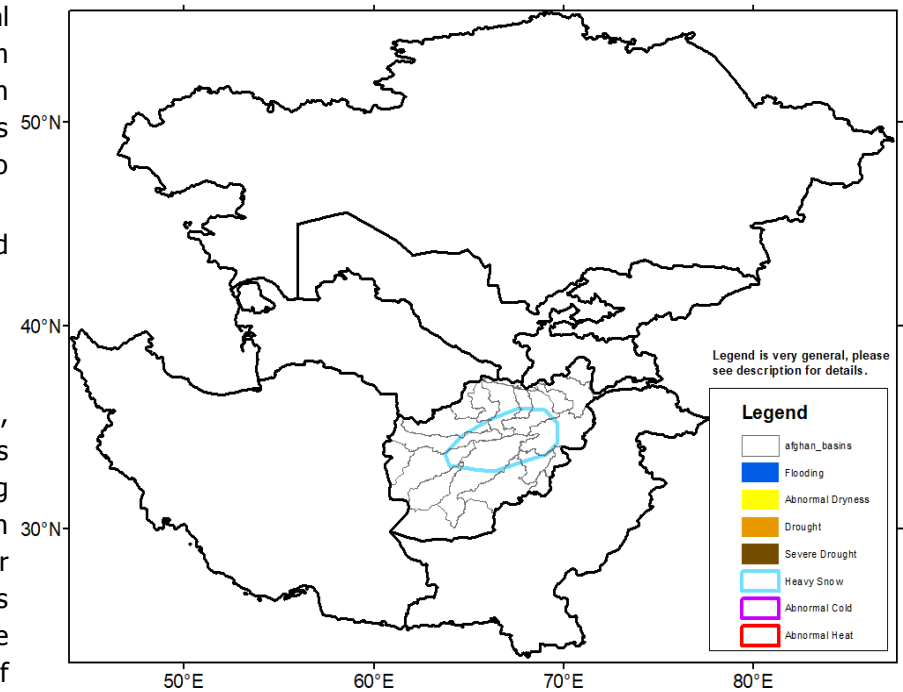 50°N
40°N
30°N
50°E
60°E
70°E
80°E
Legend is very general, please
see description for details.
Legend
afghan_basins
Flooding
Abnormal Dryness
Drought
Severe Drought
Heavy Snow
Abnormal Cold
Abnormal Heat